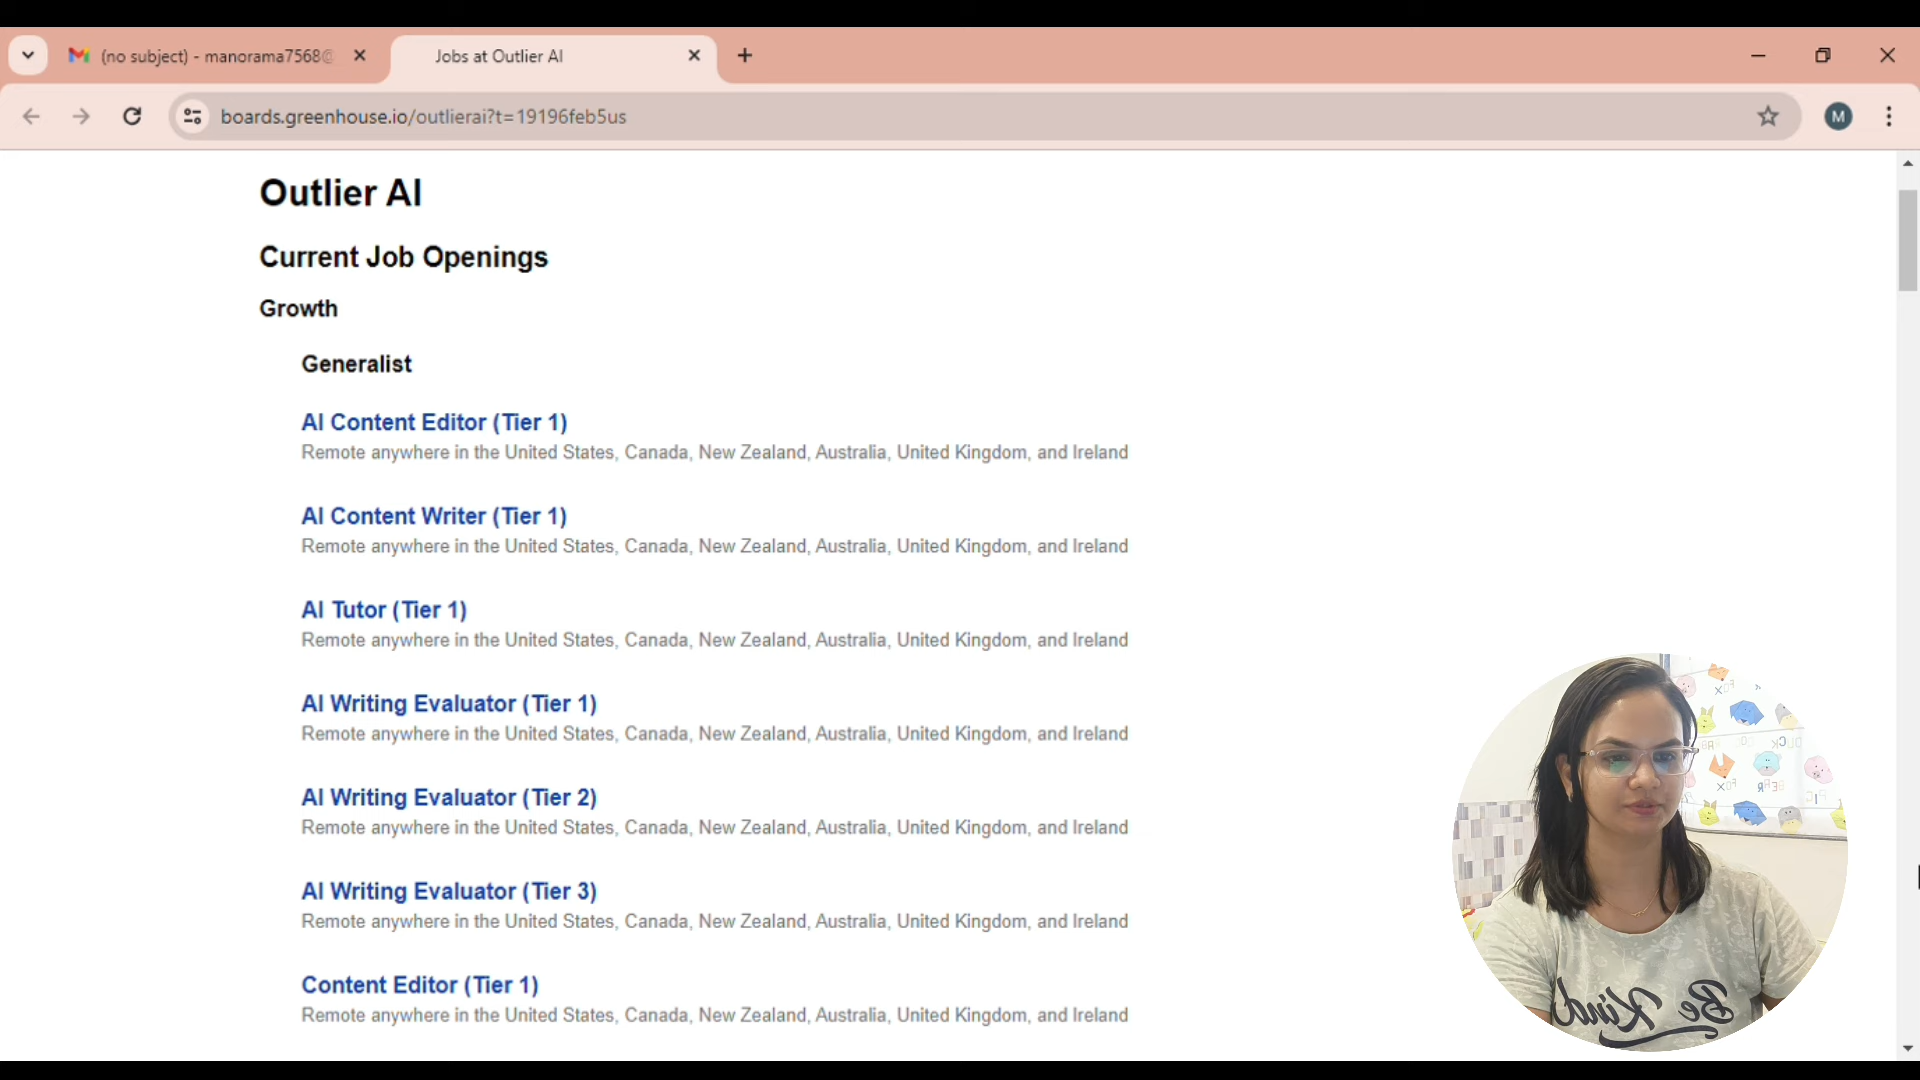 (no subject) - manorama7568@
Jobs at Outlier AI
boards.greenhouse.io/outlierai?t=19196feb5us
M
Outlier AI
Current Job Openings
Growth
Generalist
AI Content Editor (Tier 1)
Remote anywhere in the United States, Canada, New Zealand, Australia, United Kingdom, and Ireland
AI Content Writer (Tier 1)
Remote anywhere in the United States, Canada, New Zealand, Australia, United Kingdom, and Ireland
AI Tutor (Tier 1)
Remote anywhere in the United States, Canada, New Zealand, Australia, United Kingdom, and Ireland
AI Writing Evaluator (Tier 1)
Remote anywhere in the United States, Canada, New Zealand, Australia, United Kingdom, and Ireland
AI Writing Evaluator (Tier 2)
Remote anywhere in the United States, Canada, New Zealand, Australia, United Kingdom, and Ireland
AI Writing Evaluator (Tier 3)
Remote anywhere in the United States, Canada, New Zealand, Australia, United Kingdom, and Ireland
Content Editor (Tier 1)
Remote anywhere in the United States, Canada, New Zealand, Australia, United Kingdom, and Ireland
FOX
BEAR
Be Kind